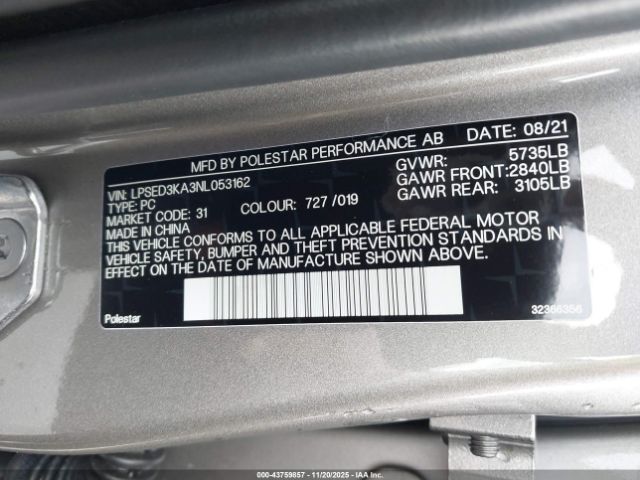 MFD BY POLESTAR PERFORMANCE AB DATE: 08/21
VIN: LPSED3KA3NL053162 GVWR: 5735LB
TYPE: PC GAWR FRONT: 2840LB
MARKET CODE: 31 COLOUR: 727 /019 GAWR REAR: 3105LB
MADE IN CHINA
THIS VEHICLE CONFORMS TO ALL APPLICABLE FEDERAL MOTOR
VEHICLE SAFETY, BUMPER AND THEFT PREVENTION STANDARDS IN
EFFECT ON THE DATE OF MANUFACTURE SHOWN ABOVE.
Polestar 32366356
000-43759857 - 11/20/2025 - IAAI.COM